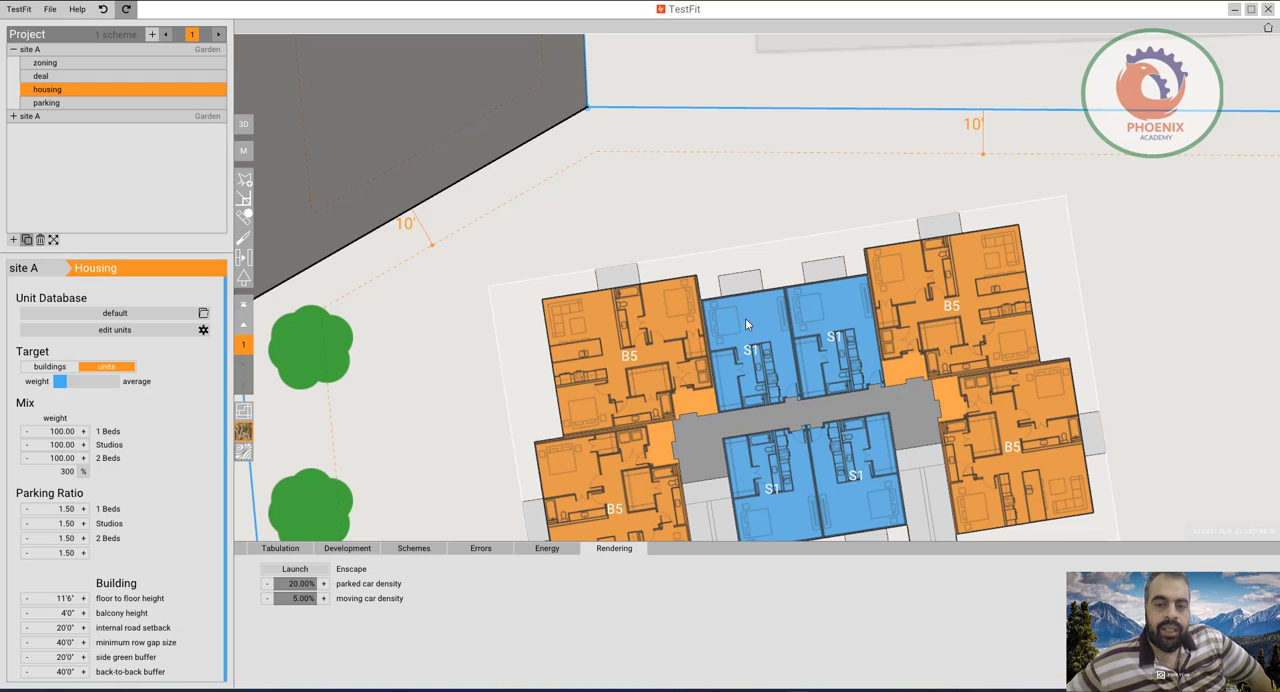 TestFit File Help
TestFit
Project 1 scheme + 1
site A Garden
zoning
deal
housing
parking
+ site A Garden
3D
M
1
10'
10'
PHOENIX
ACADEMY
B5
S1
S1
B5
B5
S1
S1
B5
site A Housing
Unit Database
default
edit units
Target
buildings units
weight average
Mix
weight
- 100.00 + 1 Beds
- 100.00 + Studios
- 100.00 + 2 Beds
300 %
Parking Ratio
- 1.50 + 1 Beds
- 1.50 + Studios
- 1.50 + 2 Beds
- 1.50 +
Building
- 11'6" + floor to floor height
- 4'0" + balcony height
- 20'0" + internal road setback
- 40'0" + minimum row gap size
- 20'0" + side green buffer
- 40'0" + back-to-back buffer
Tabulation Development Schemes Errors Energy Rendering
Launch Enscape
- 20.00% + parked car density
- 5.00% + moving car density